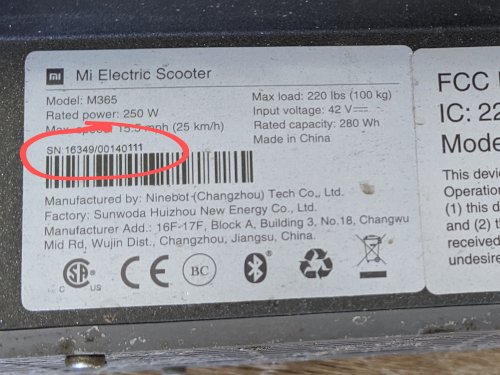 mi Mi Electric Scooter
Model: M365
Rated power: 250 W
Max speed 15.5 mph (25 km/h)
SN:16349/00140111
Max load: 220 lbs (100 kg)
Input voltage: 42 V
Rated capacity: 280 Wh
Made in China
Manufactured by: Ninebot (Changzhou) Tech Co., Ltd.
Factory: Sunwoda Huizhou New Energy Co., Ltd.
Manufacturer Add.: 16F-17F, Block A, Building 3, No.18, Changwu
Mid Rd, Wujin Dist., Changzhou, Jiangsu, China.
C US
CE
BC
FCC
IC: 22
Mode
This devic
Operation
(1) this d
and (2) t
received
undesire